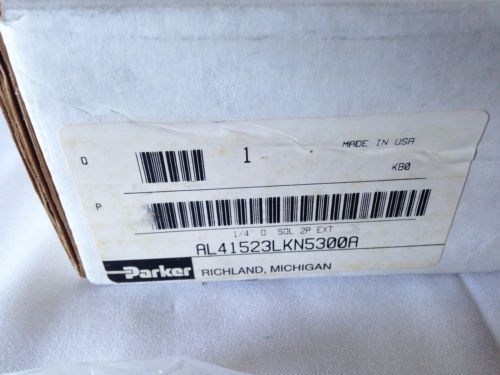 Q 1 MADE IN USA
KB0
P
1/4" D SOL 2P EXT
AL41523LKN5300A
Parker RICHLAND, MICHIGAN